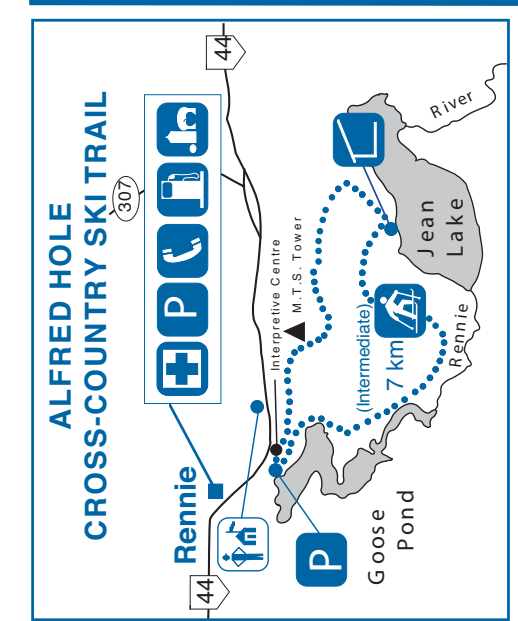 ALFRED HOLE
CROSS-COUNTRY SKI TRAIL
307
44
P
Rennie
44
Interpretive Centre
M.T.S. Tower
(Intermediate)
7 km
P
Goose
Pond
Jean
Lake
Rennie
River